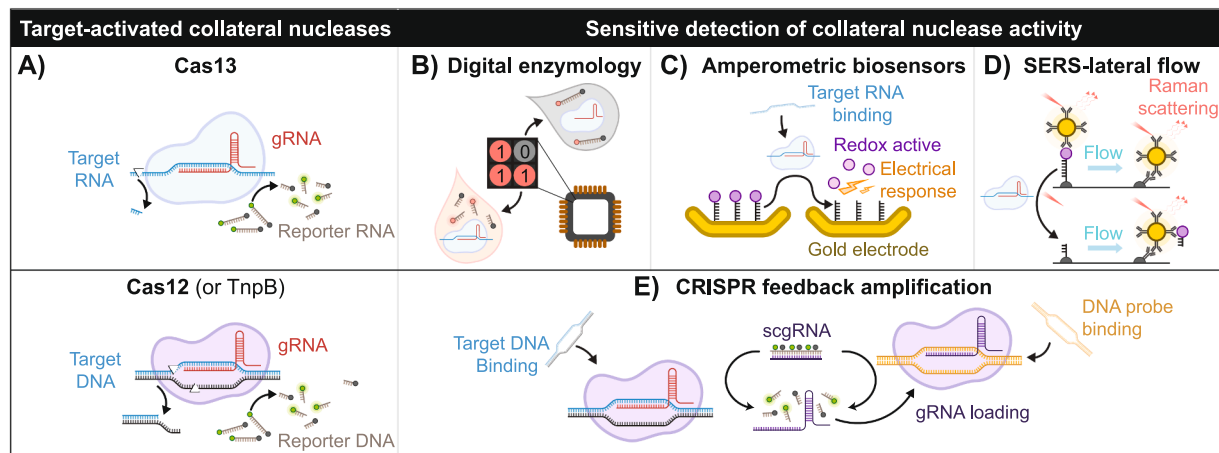 Target-activated collateral nucleases
Sensitive detection of collateral nuclease activity
A)
Cas13
gRNA
Target
RNA
Reporter RNA
Cas12 (or TnpB)
gRNA
Target
DNA
Reporter DNA
B) Digital enzymology
1 0
1 1
C) Amperometric biosensors
Target RNA
binding
Redox active
Electrical
response
Gold electrode
D) SERS-lateral flow
Raman
scattering
Flow
Flow
E) CRISPR feedback amplification
Target DNA
Binding
scgRNA
DNA probe
binding
gRNA loading